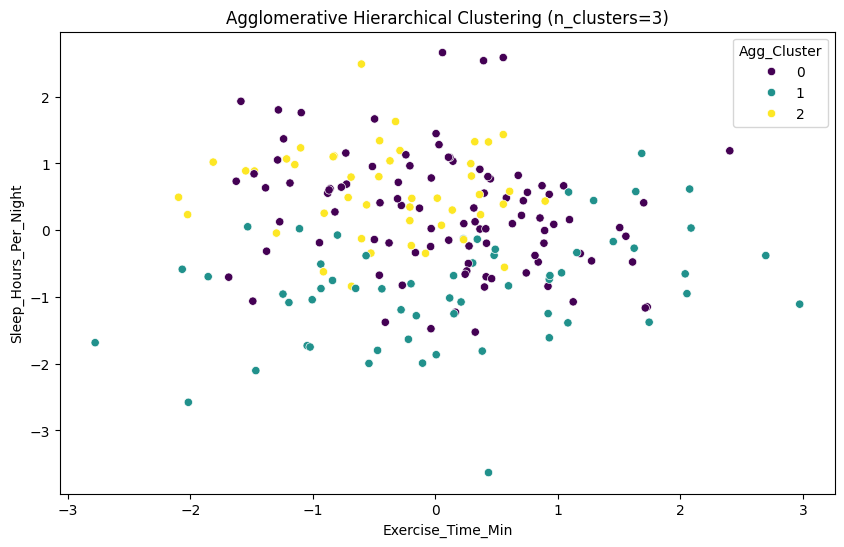 Agglomerative Hierarchical Clustering (n_clusters=3)
Agg_Cluster
0
1
2
2
1
0
−1
−2
−3
Sleep_Hours_Per_Night
−3 −2 −1 0 1 2 3
Exercise_Time_Min